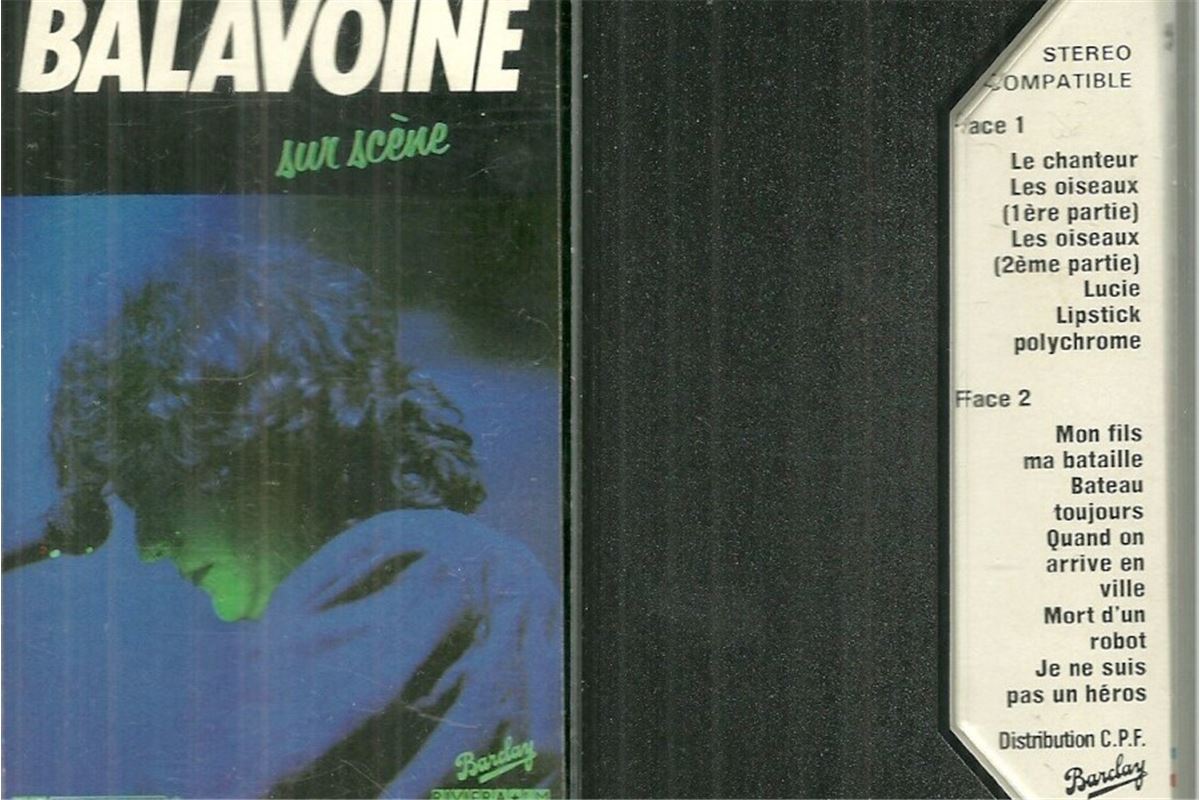 BALAVOINE
sur scène
Barclay
STEREO
COMPATIBLE
Face 1
Le chanteur
Les oiseaux
(1ère partie)
Les oiseaux
(2ème partie)
Lucie
Lipstick
polychrome
Face 2
Mon fils
ma bataille
Bateau
toujours
Quand on
arrive en
ville
Mort d'un
robot
Je ne suis
pas un héros
Distribution C.P.F.
Barclay